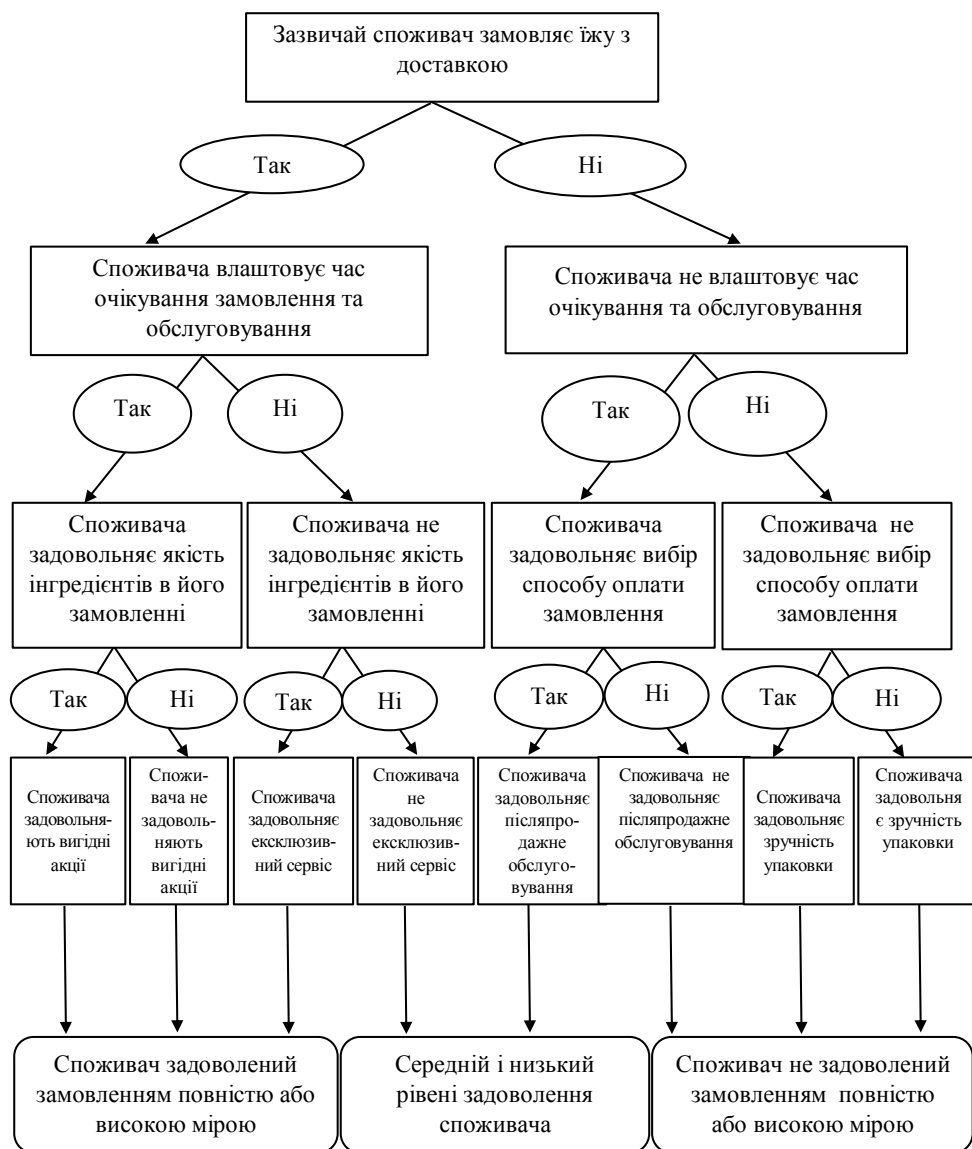 Зазвичай споживач замовляє їжу з
доставкою
Так
Ні
Споживача влаштовує час
очікування замовлення та
обслуговування
Споживача не влаштовує час
очікування та обслуговування
Так
Ні
Так
Ні
Споживача
задовольняє якість
інгредієнтів в його
замовленні
Споживача не
задовольняє якість
інгредієнтів в його
замовленні
Споживача
задовольняє вибір
способу оплати
замовлення
Споживача не
задовольняє вибір
способу оплати
замовлення
Так
Ні
Так
Ні
Так
Ні
Так
Ні
Споживача
задовольня-
ють вигідні
акції
Спожи-
вача не
задоволь-
няють
вигідні
акції
Споживача
задовольняє
ексклюзив-
ний сервіс
Споживача
не
задовольняє
ексклюзив-
ний сервіс
Споживача
задовольняє
післяпро-
дажне
обслуго-
вування
Споживача не
задовольняє
післяпродажне
обслуговування
Споживача
задовольняє
зручність
упаковки
Споживача
задовольня
є зручність
упаковки
Споживач задоволений
замовленням повністю або
високою мірою
Середній і низький
рівені задоволення
споживача
Споживач не задоволений
замовленням повністю
або високою мірою